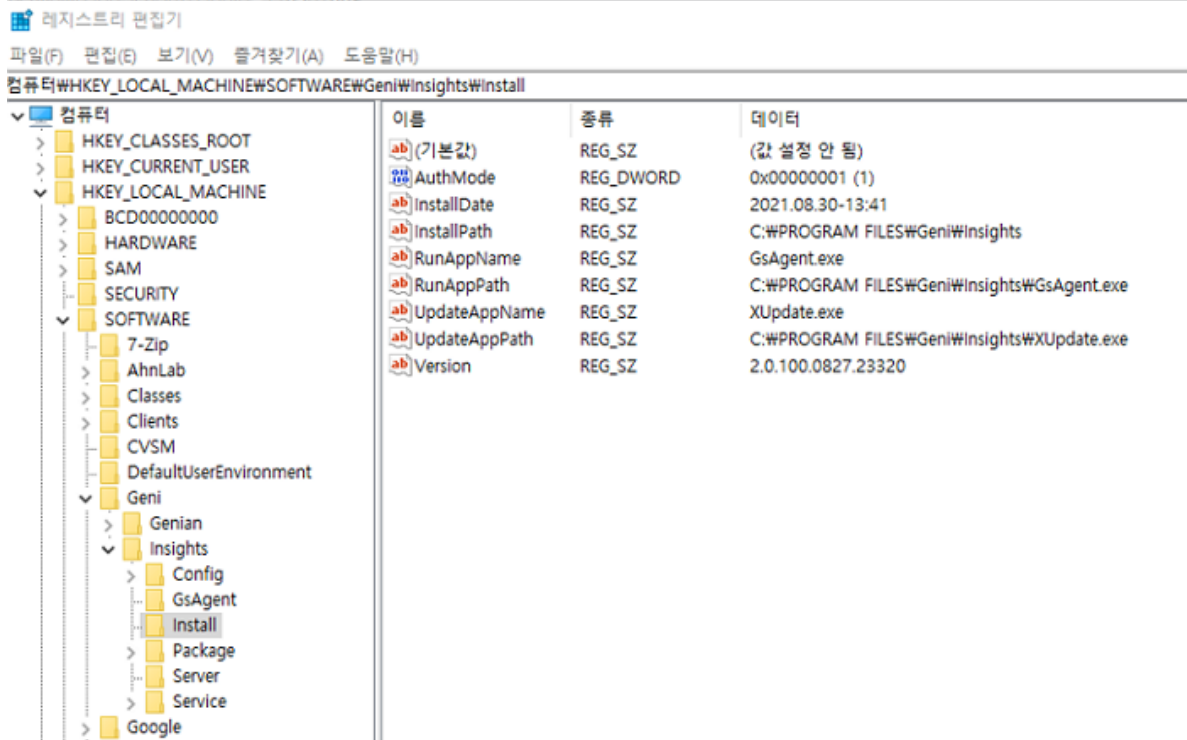 레지스트리 편집기
파일(F) 편집(E) 보기(V) 즐겨찾기(A) 도움말(H)
컴퓨터₩HKEY_LOCAL_MACHINE₩SOFTWARE₩Geni₩Insights₩Install
컴퓨터
HKEY_CLASSES_ROOT
HKEY_CURRENT_USER
HKEY_LOCAL_MACHINE
BCD00000000
HARDWARE
SAM
SECURITY
SOFTWARE
7-Zip
AhnLab
Classes
Clients
CVSM
DefaultUserEnvironment
Geni
Genian
Insights
Config
GsAgent
Install
Package
Server
Service
Google
이름 종류 데이터
(기본값) REG_SZ (값 설정 안 됨)
AuthMode REG_DWORD 0x00000001 (1)
InstallDate REG_SZ 2021.08.30-13:41
InstallPath REG_SZ C:₩PROGRAM FILES₩Geni₩Insights
RunAppName REG_SZ GsAgent.exe
RunAppPath REG_SZ C:₩PROGRAM FILES₩Geni₩Insights₩GsAgent.exe
UpdateAppName REG_SZ XUpdate.exe
UpdateAppPath REG_SZ C:₩PROGRAM FILES₩Geni₩Insights₩XUpdate.exe
Version REG_SZ 2.0.100.0827.23320